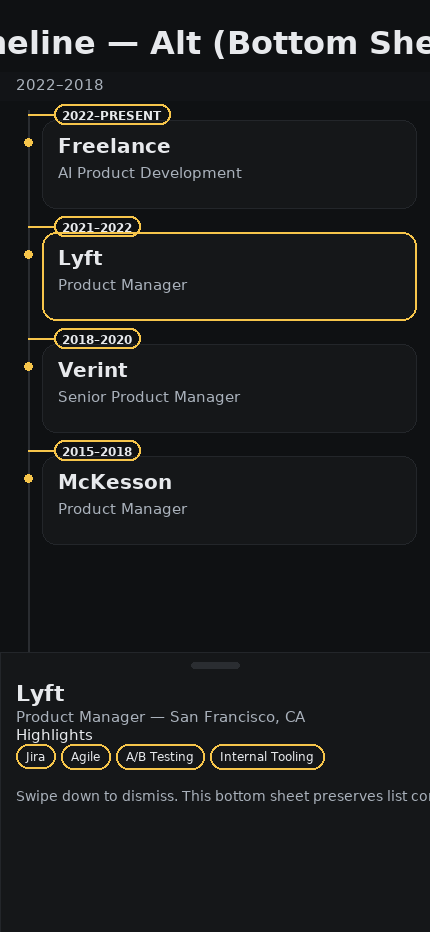 neline — Alt (Bottom She
2022–2018
2022–PRESENT
Freelance
AI Product Development
2021–2022
Lyft
Product Manager
2018–2020
Verint
Senior Product Manager
2015–2018
McKesson
Product Manager
Lyft
Product Manager — San Francisco, CA
Highlights
Jira Agile A/B Testing Internal Tooling
Swipe down to dismiss. This bottom sheet preserves list co